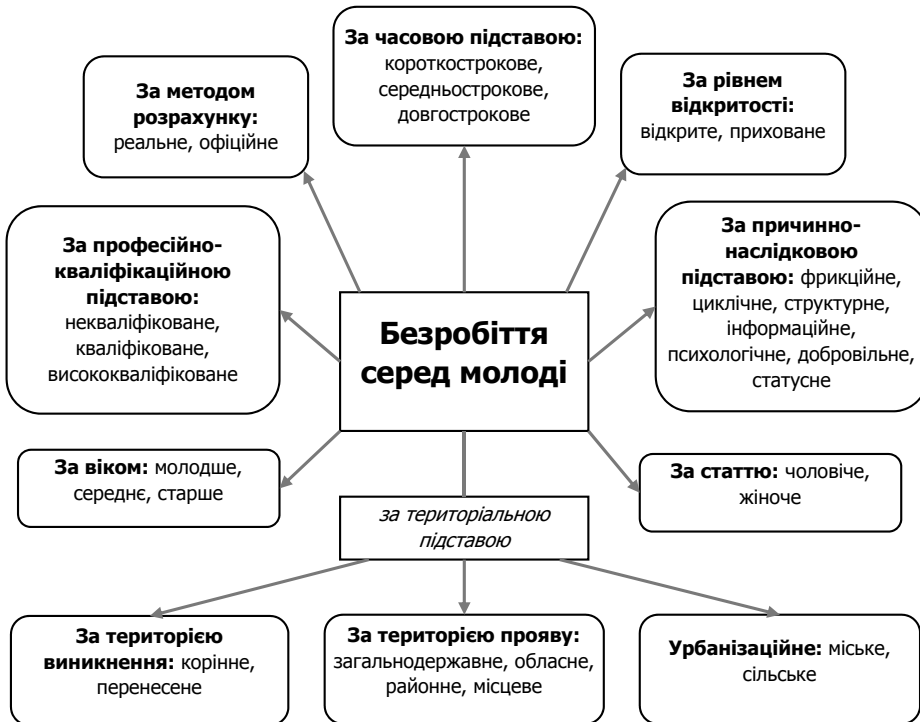 За часовою підставою:
короткострокове,
середньострокове,
довгострокове
За методом
розрахунку:
реальне, офіційне
За рівнем
відкритості:
відкрите, приховане
За професійно-
кваліфікаційною
підставою:
некваліфіковане,
кваліфіковане,
висококваліфіковане
За причинно-
наслідковою
підставою: фрикційне,
циклічне, структурне,
інформаційне,
психологічне, добровільне,
статусне
Безробіття
серед молоді
За віком: молодше,
середнє, старше
За статтю: чоловіче,
жіноче
за територіальною
підставою
За територією
виникнення: корінне,
перенесене
За територією прояву:
загальнодержавне, обласне,
районне, місцеве
Урбанізаційне: міське,
сільське